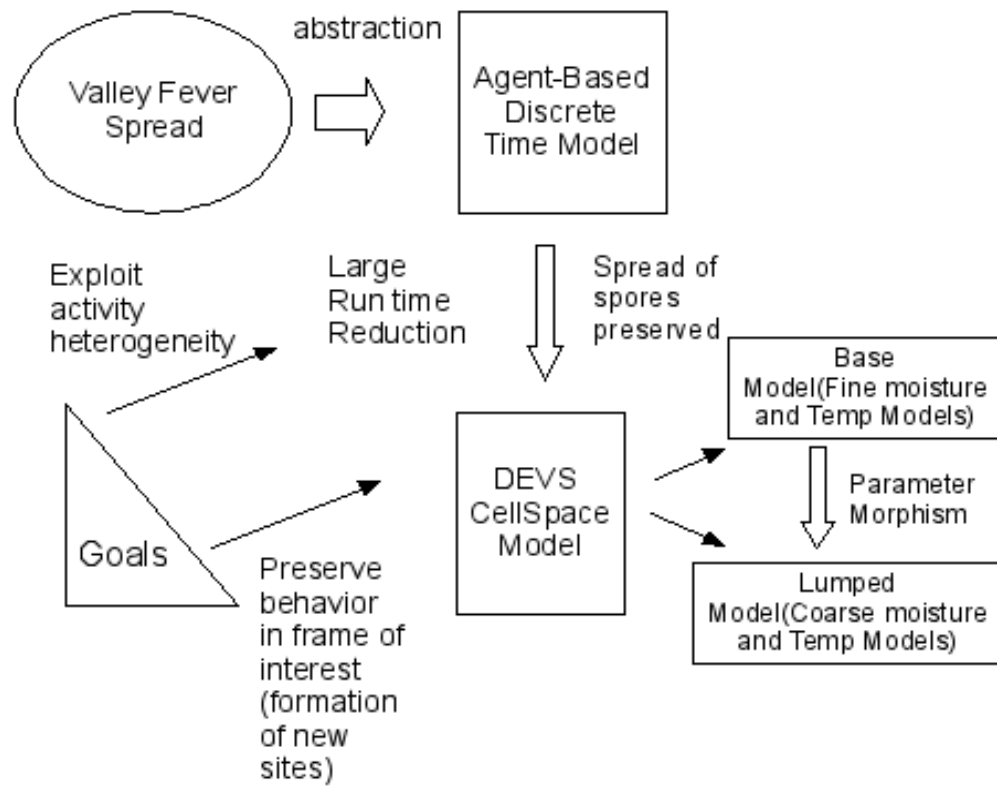 abstraction
Valley Fever
Spread
Agent-Based
Discrete
Time Model
Exploit
activity
heterogeneity
Large
Run time
Reduction
Spread of
spores
preserved
Base
Model(Fine moisture
and Temp Models)
Goals
DEVS
CellSpace
Model
Parameter
Morphism
Preserve
behavior
in frame of
interest
(formation
of new
sites)
Lumped
Model(Coarse moisture
and Temp Models)